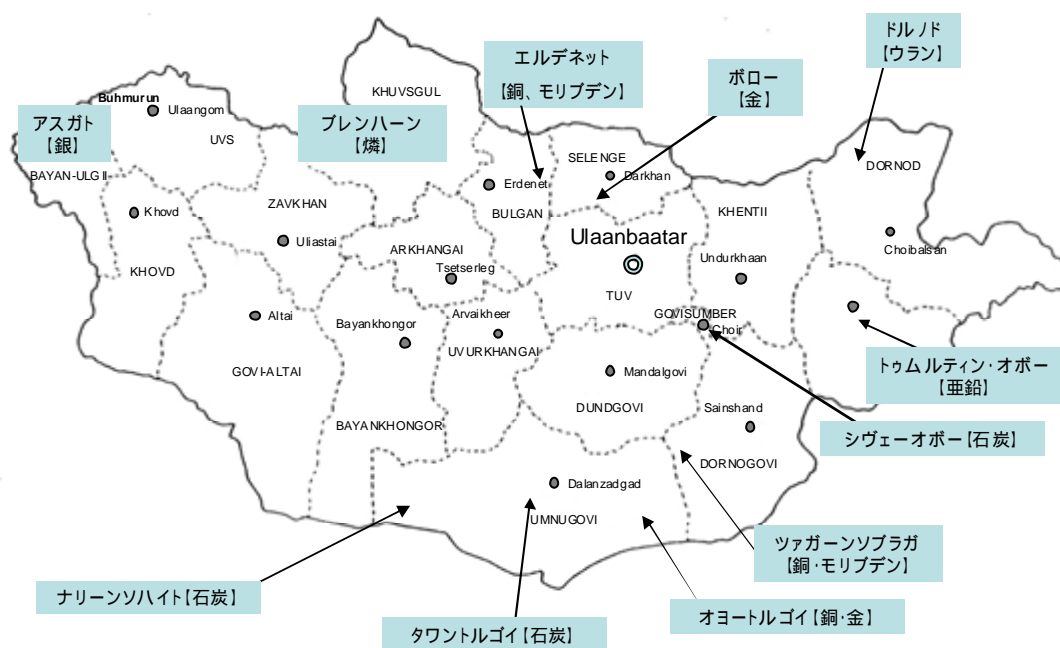 ドルノド
【ウラン】
エルデネット
【銅、モリブデン】
ボロー
【金】
KHUVSGUL
Buhmurun
Ulaangom
アスガト
【銀】
ブレンハーン
【燐】
UVS
SELENGE
Darkhan
DORNOD
BAYAN-ULGII
Erdenet
ZAVKHAN
Khovd
BULGAN
KHENTII
Uliastai
ARKHANGAI
Ulaanbaatar
Choibalsan
KHOVD
Tsetserleg
Undurkhaan
TUV
Altai
Bayankhongor
Arvaikheer
GOVISUMBER
Choir
UVURKHANGAI
トゥムルティン・オボー
【亜鉛】
GOVI-ALTAI
Mandalgovi
DUNDGOVI
Sainshand
BAYANKHONGOR
シヴェーオボー【石炭】
DORNOGOVI
Dalanzadgad
UMNUGOVI
ツァガーンソブラガ
【銅・モリブデン】
ナリーンソハイト【石炭】
オヨートルゴイ【銅・金】
タワントルゴイ【石炭】